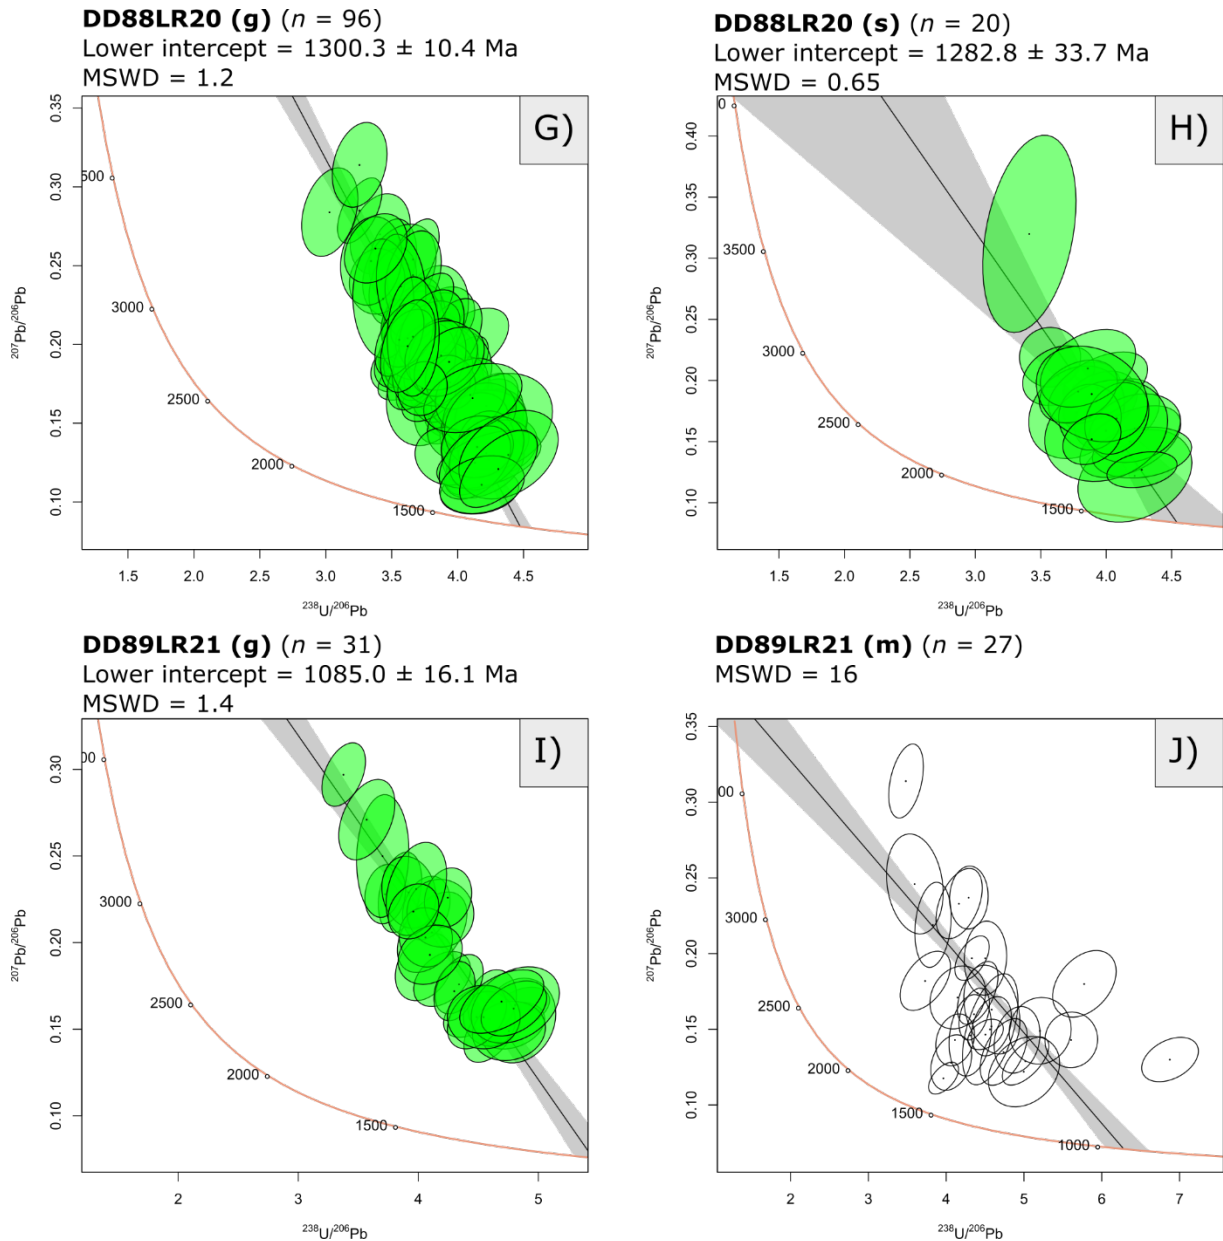 DD88LR20 (g) (n = 96)
Lower intercept = 1300.3 ± 10.4 Ma
MSWD = 1.2
G)
0.35
0.30
0.25
0.20
0.15
0.10
207Pb/206Pb
500
3000
2500
2000
1500
1.5 2.0 2.5 3.0 3.5 4.0 4.5
238U/206Pb
DD88LR20 (s) (n = 20)
Lower intercept = 1282.8 ± 33.7 Ma
MSWD = 0.65
H)
0.40
0.35
0.30
0.25
0.20
0.15
0.10
207Pb/206Pb
0
3500
3000
2500
2000
1500
1.5 2.0 2.5 3.0 3.5 4.0 4.5
238U/206Pb
DD89LR21 (g) (n = 31)
Lower intercept = 1085.0 ± 16.1 Ma
MSWD = 1.4
I)
0.30
0.25
0.20
0.15
0.10
207Pb/206Pb
00
3000
2500
2000
1500
2 3 4 5
238U/206Pb
DD89LR21 (m) (n = 27)
MSWD = 16
J)
0.35
0.30
0.25
0.20
0.15
0.10
207Pb/206Pb
00
3000
2500
2000
1500
1000
2 3 4 5 6 7
238U/206Pb